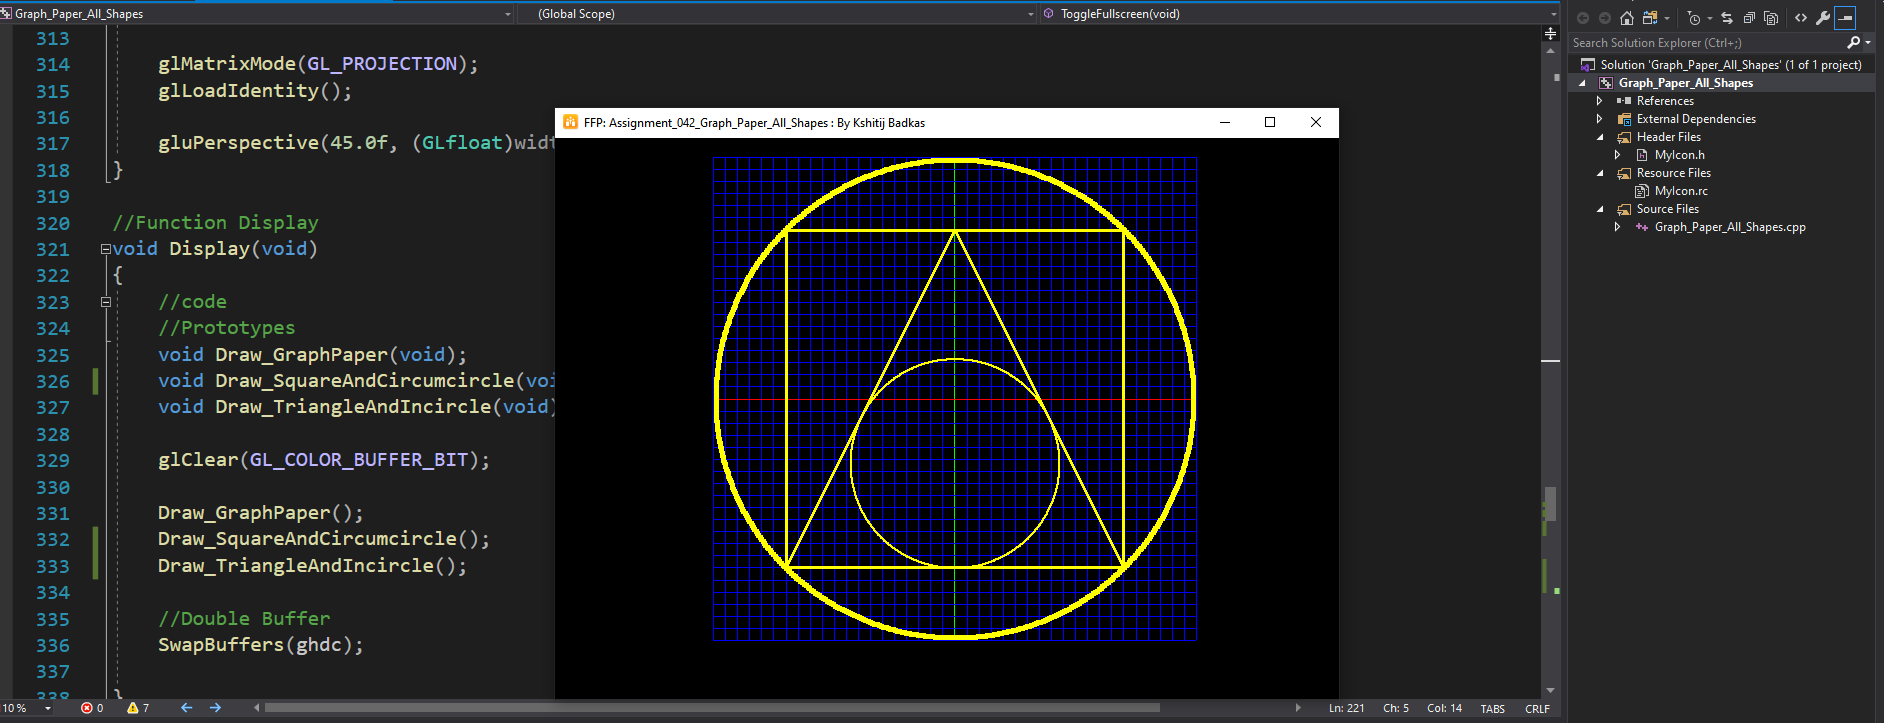 Graph_Paper_All_Shapes
(Global Scope)
ToggleFullscreen(void)
313
314 glMatrixMode(GL_PROJECTION);
315 glLoadIdentity();
316
317 gluPerspective(45.0f, (GLfloat)widt
318 }
319
320 //Function Display
321 void Display(void)
322 {
323 //code
324 //Prototypes
325 void Draw_GraphPaper(void);
326 void Draw_SquareAndCircumcircle(voi
327 void Draw_TriangleAndIncircle(void)
328
329 glClear(GL_COLOR_BUFFER_BIT);
330
331 Draw_GraphPaper();
332 Draw_SquareAndCircumcircle();
333 Draw_TriangleAndIncircle();
334
335 //Double Buffer
336 SwapBuffers(ghdc);
337
338 }
FFP: Assignment_042_Graph_Paper_All_Shapes : By Kshitij Badkas
Search Solution Explorer (Ctrl+;)
Solution 'Graph_Paper_All_Shapes' (1 of 1 project)
Graph_Paper_All_Shapes
References
External Dependencies
Header Files
MyIcon.h
Resource Files
MyIcon.rc
Source Files
Graph_Paper_All_Shapes.cpp
10 % 0 7 Ln: 221 Ch: 5 Col: 14 TABS CRLF